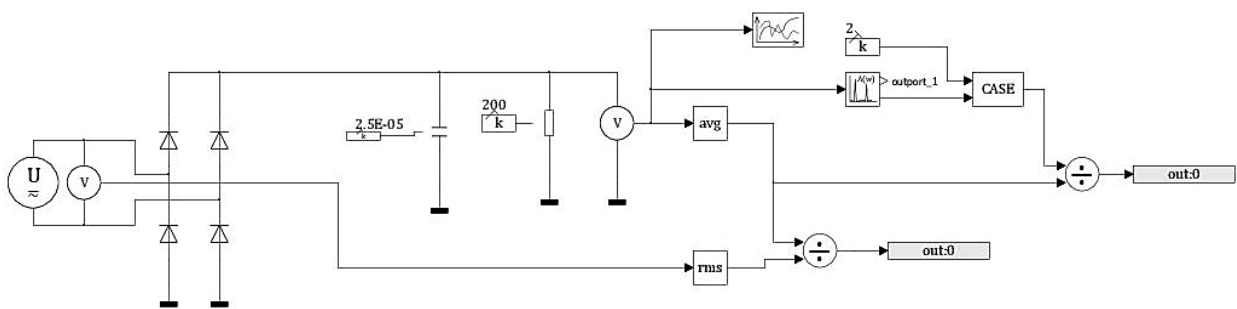 2
k
A(w)
outport_1
CASE
2.5E-05
k
200
k
V
avg
U
≂
V
÷
out:0
÷
out:0
rms